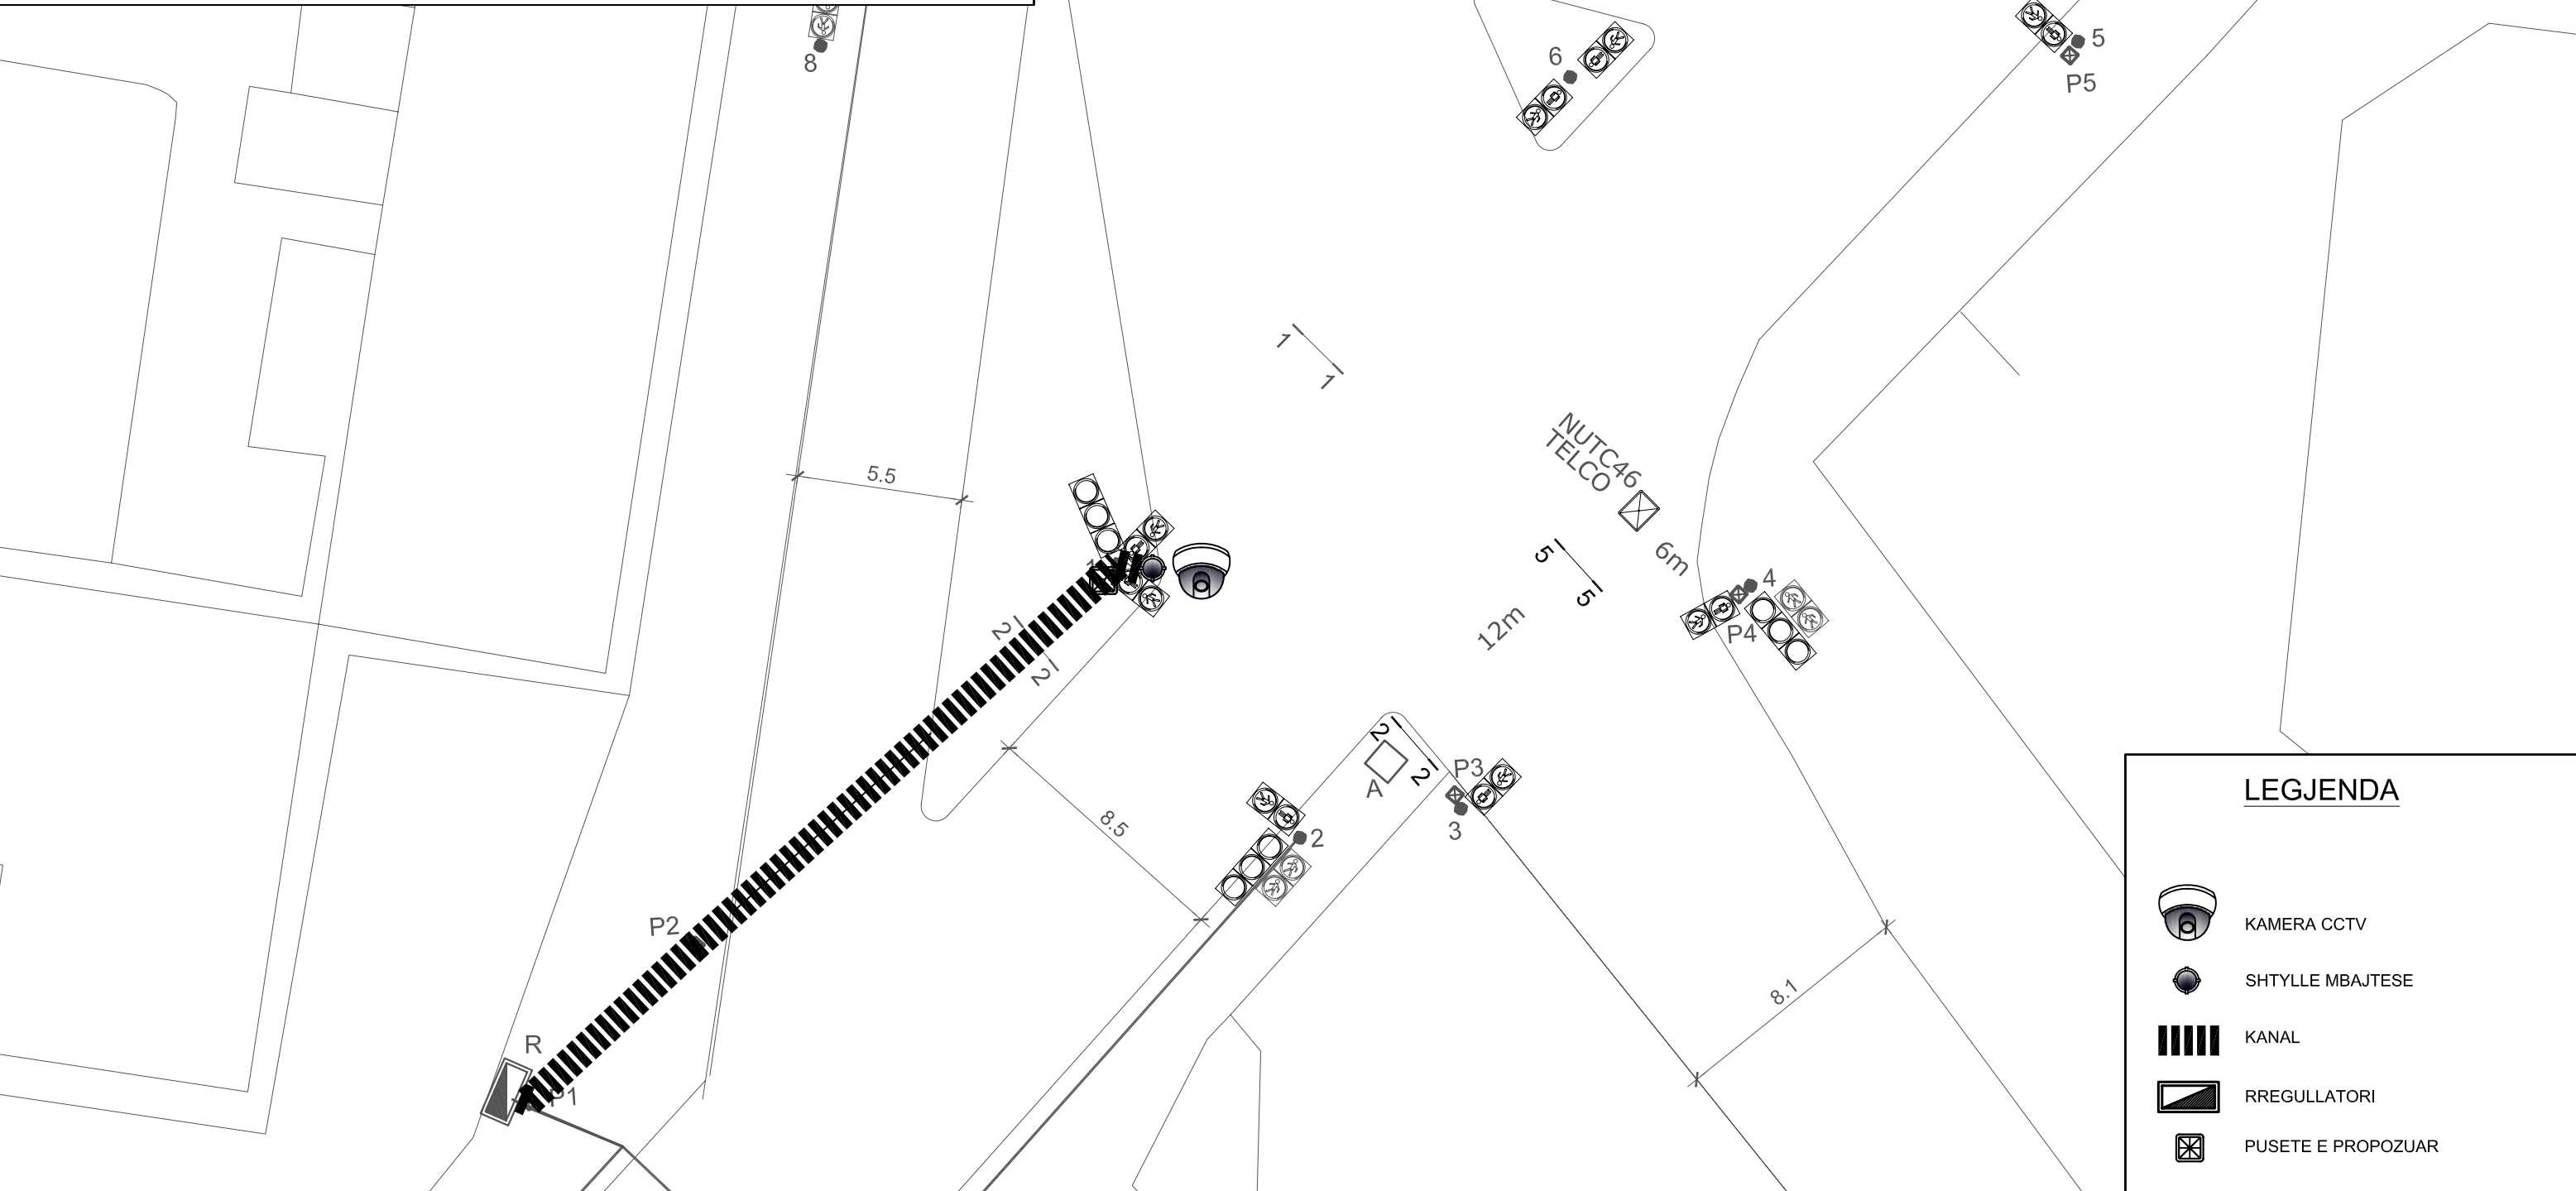 8
6
5
P5
1
1
5.5
NUTC46
TELCO
6m
5
5
4
P4
12m
2
2
2
2
A
P3
3
8.5
2
P2
8.1
R
P1
LEGJENDA
KAMERA CCTV
SHTYLLE MBAJTESE
KANAL
RREGULLATORI
PUSETE E PROPOZUAR